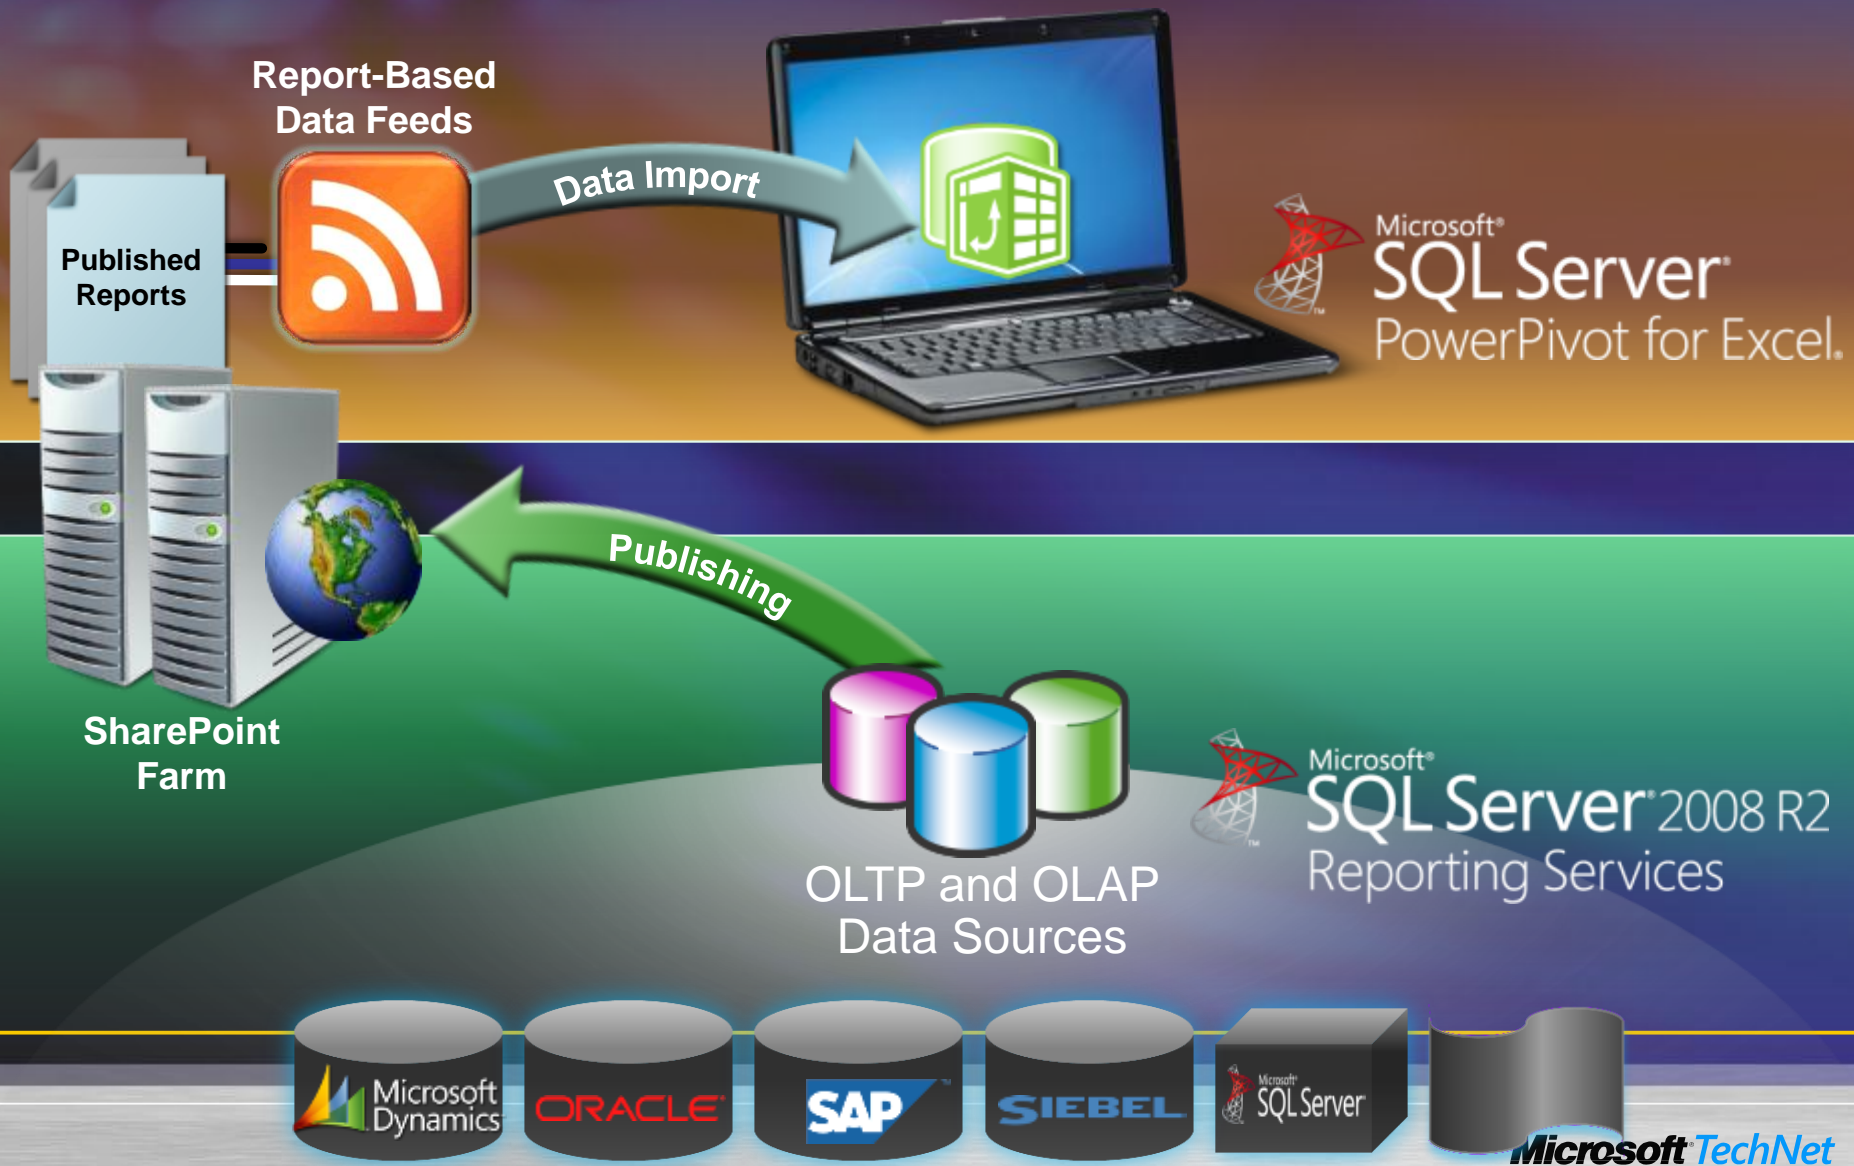 Report-Based
Data Feeds
Published
Reports
Data Import
Microsoft®
SQL Server®
PowerPivot for Excel®
Publishing
SharePoint
Farm
OLTP and OLAP
Data Sources
Microsoft®
SQL Server® 2008 R2
Reporting Services
Microsoft
Dynamics
ORACLE®
SAP™
SIEBEL
Microsoft®
SQL Server®
Microsoft® TechNet